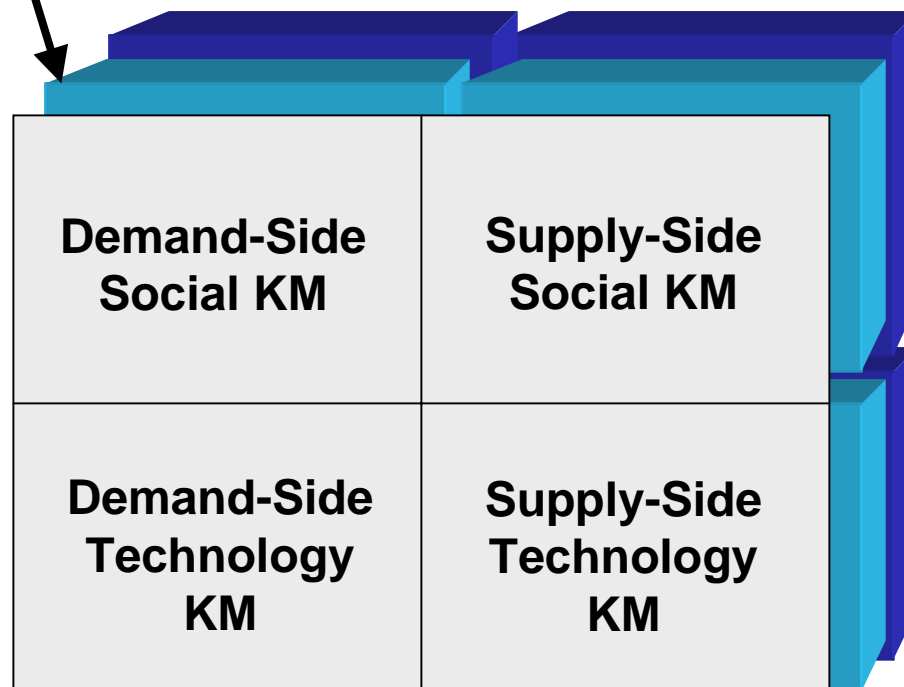 Demand-Side
Social KM
Supply-Side
Social KM
Demand-Side
Technology
KM
Supply-Side
Technology
KM